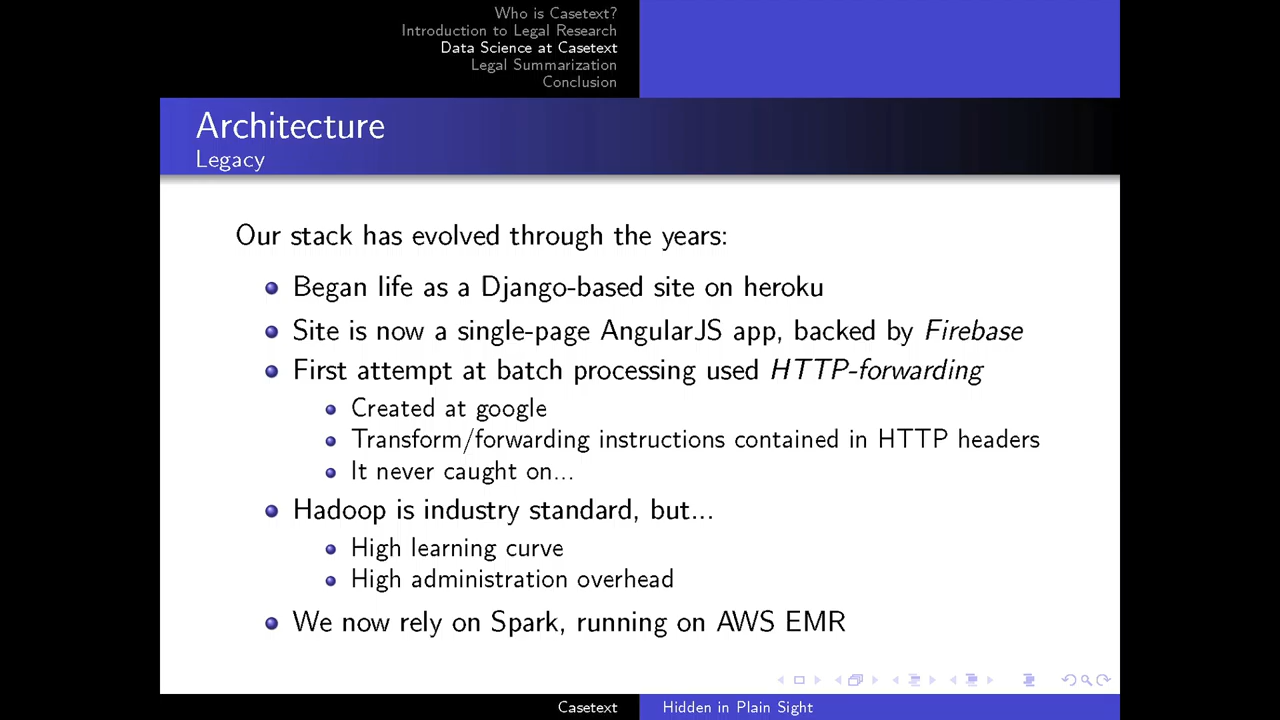 Who is Casetext?
Introduction to Legal Research
Data Science at Casetext
Legal Summarization
Conclusion
Architecture
Legacy
Our stack has evolved through the years:
Began life as a Django-based site on heroku
Site is now a single-page AngularJS app, backed by Firebase
First attempt at batch processing used HTTP-forwarding
Created at google
Transform/forwarding instructions contained in HTTP headers
It never caught on...
Hadoop is industry standard, but...
High learning curve
High administration overhead
We now rely on Spark, running on AWS EMR
Casetext
Hidden in Plain Sight